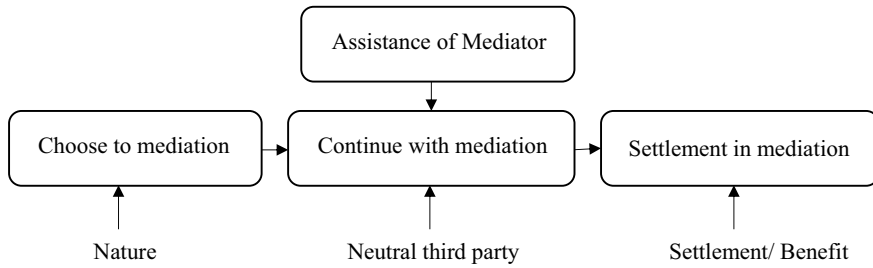 Assistance of Mediator
Choose to mediation
Continue with mediation
Settlement in mediation
Nature
Neutral third party
Settlement/ Benefit